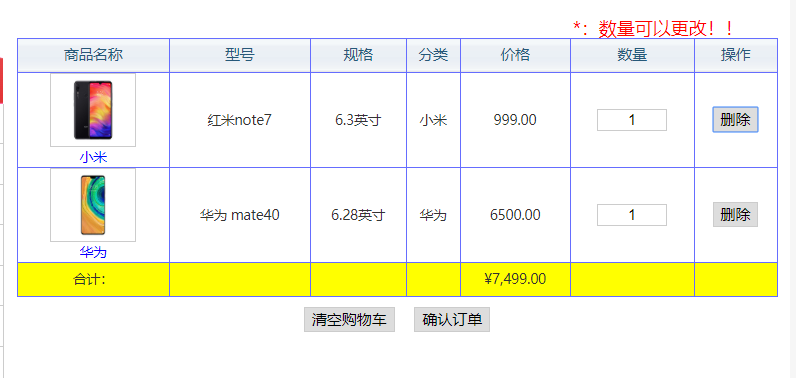 *：数量可以更改！！
商品名称 型号 规格 分类 价格 数量 操作
红米note7 6.3英寸 小米 999.00 1 删除
小米
华为 mate40 6.28英寸 华为 6500.00 1 删除
华为
合计： ¥7,499.00
清空购物车 确认订单